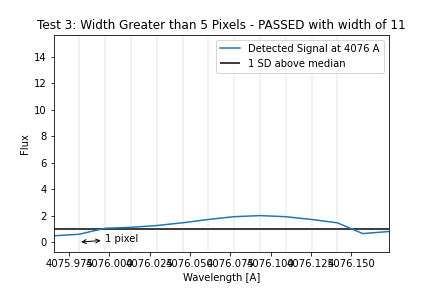 Test 3: Width Greater than 5 Pixels - PASSED with width of 11
Detected Signal at 4076 A
1 SD above median
14
12
10
8
6
4
2
0
Flux
1 pixel
4075.975 4076.000 4076.025 4076.050 4076.075 4076.100 4076.125 4076.150
Wavelength [A]